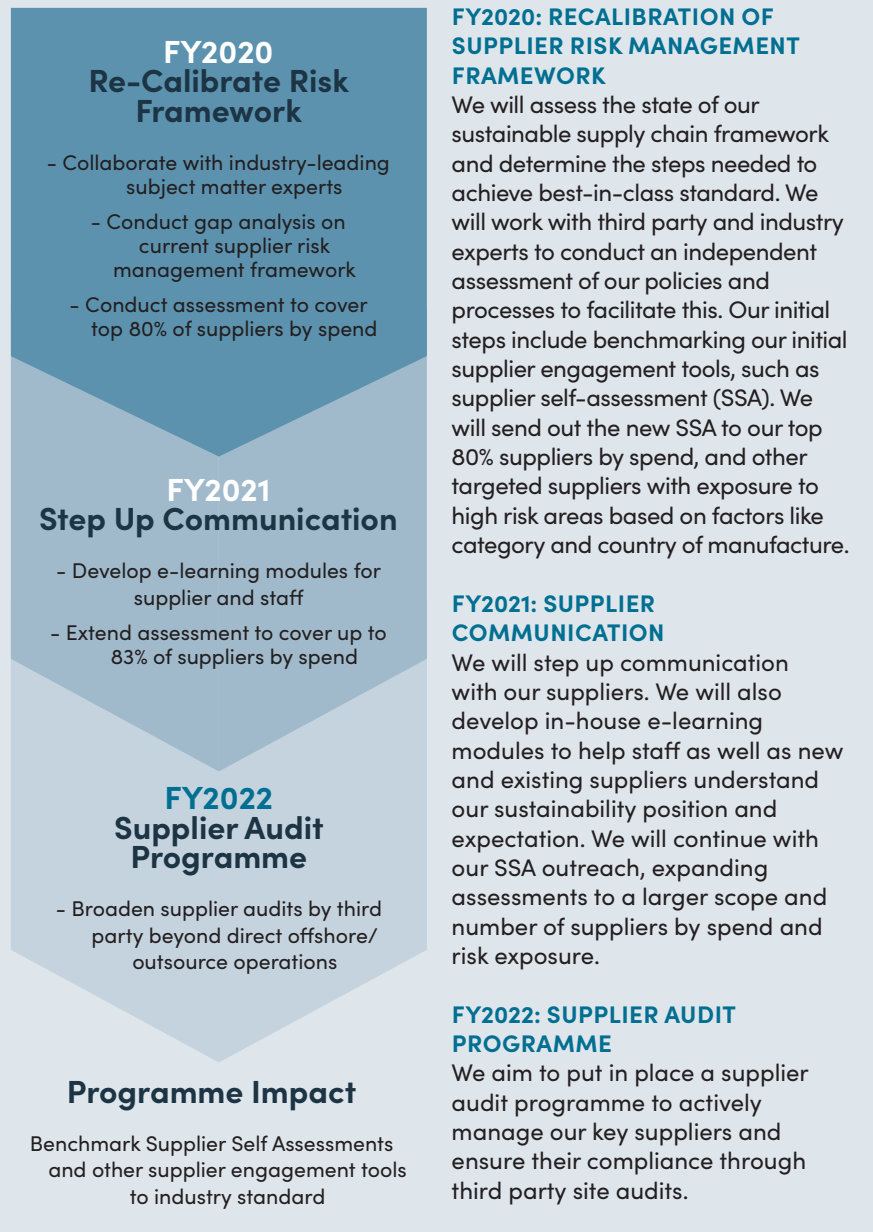 FY2020
Re-Calibrate Risk
Framework
- Collaborate with industry-leading
subject matter experts
- Conduct gap analysis on
current supplier risk
management framework
- Conduct assessment to cover
top 80% of suppliers by spend
FY2021
Step Up Communication
- Develop e-learning modules for
supplier and staff
- Extend assessment to cover up to
83% of suppliers by spend
FY2022
Supplier Audit
Programme
- Broaden supplier audits by third
party beyond direct offshore/
outsource operations
Programme Impact
Benchmark Supplier Self Assessments
and other supplier engagement tools
to industry standard
FY2020: RECALIBRATION OF
SUPPLIER RISK MANAGEMENT
FRAMEWORK
We will assess the state of our
sustainable supply chain framework
and determine the steps needed to
achieve best-in-class standard. We
will work with third party and industry
experts to conduct an independent
assessment of our policies and
processes to facilitate this. Our initial
steps include benchmarking our initial
supplier engagement tools, such as
supplier self-assessment (SSA). We
will send out the new SSA to our top
80% suppliers by spend, and other
targeted suppliers with exposure to
high risk areas based on factors like
category and country of manufacture.
FY2021: SUPPLIER
COMMUNICATION
We will step up communication
with our suppliers. We will also
develop in-house e-learning
modules to help staff as well as new
and existing suppliers understand
our sustainability position and
expectation. We will continue with
our SSA outreach, expanding
assessments to a larger scope and
number of suppliers by spend and
risk exposure.
FY2022: SUPPLIER AUDIT
PROGRAMME
We aim to put in place a supplier
audit programme to actively
manage our key suppliers and
ensure their compliance through
third party site audits.